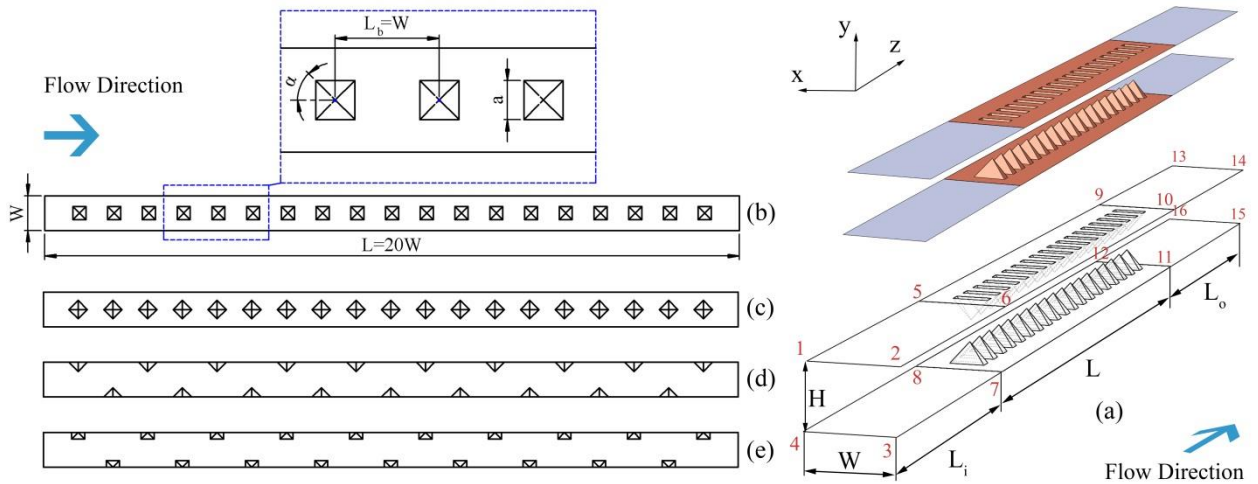 L_b=W
α
a
Flow Direction
W
(b)
L=20W
(c)
(d)
(e)
y
z
x
13
14
9
10
16
15
12
11
5
6
L_o
1
2
8
7
L
H
(a)
4
3
W
L_i
Flow Direction